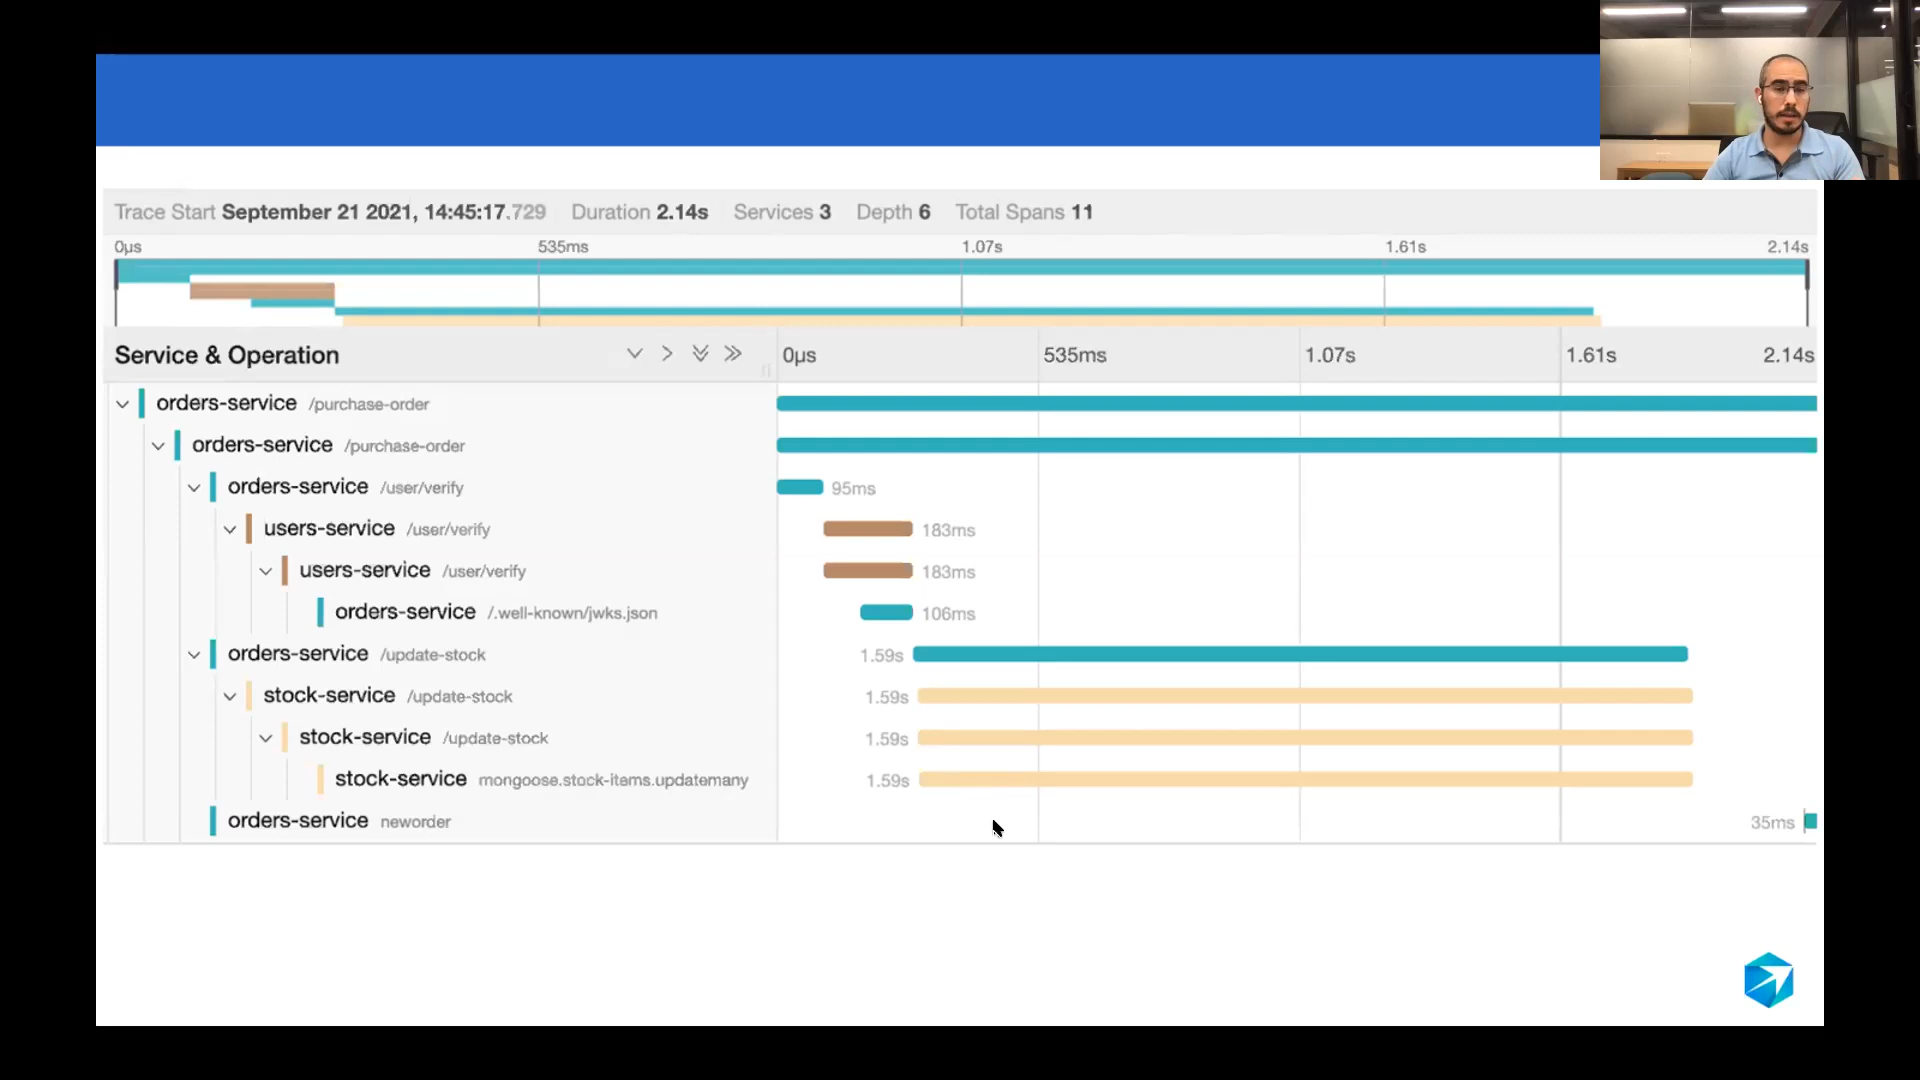 Trace Start September 21 2021, 14:45:17.729 Duration 2.14s Services 3 Depth 6 Total Spans 11
0μs 535ms 1.07s 1.61s 2.14s
Service & Operation 0μs 535ms 1.07s 1.61s 2.14s
orders-service /purchase-order
orders-service /purchase-order
orders-service /user/verify 95ms
users-service /user/verify 183ms
users-service /user/verify 183ms
orders-service /.well-known/jwks.json 106ms
orders-service /update-stock 1.59s
stock-service /update-stock 1.59s
stock-service /update-stock 1.59s
stock-service mongoose.stock-items.updatemany 1.59s
orders-service neworder 35ms